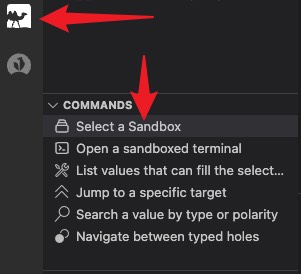 COMMANDS
Select a Sandbox
Open a sandboxed terminal
List values that can fill the select...
Jump to a specific target
Search a value by type or polarity
Navigate between typed holes